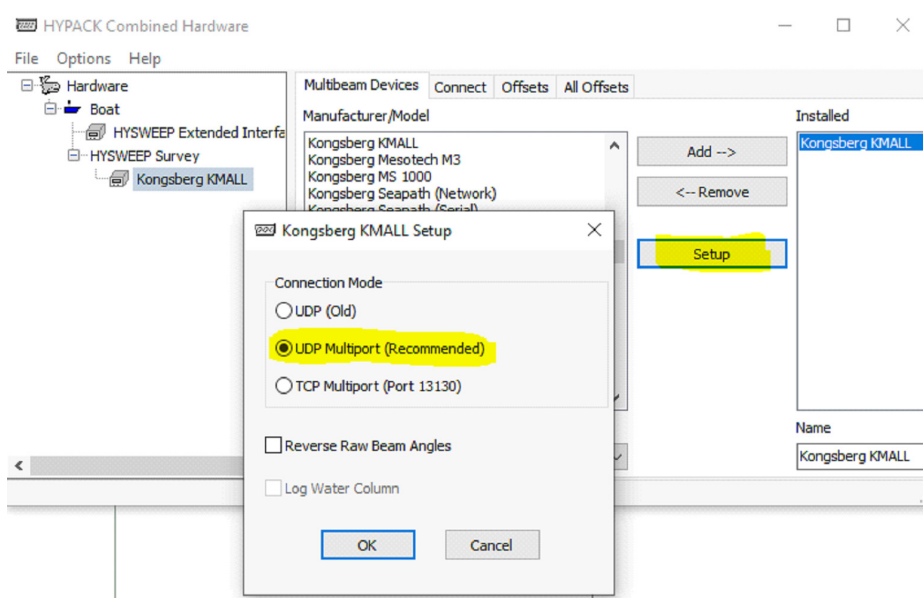 HYPACK Combined Hardware
File Options Help
Hardware
Boat
HYSWEEP Extended Interfa
HYSWEEP Survey
Kongsberg KMALL
Multibeam Devices Connect Offsets All Offsets
Manufacturer/Model
Kongsberg KMALL
Kongsberg Mesotech M3
Kongsberg MS 1000
Kongsberg Seapath (Network)
Kongsberg Seapath (Serial)
Add -->
<-- Remove
Setup
Installed
Kongsberg KMALL
Name
Kongsberg KMALL
Kongsberg KMALL Setup
Connection Mode
UDP (Old)
UDP Multiport (Recommended)
TCP Multiport (Port 13130)
Reverse Raw Beam Angles
Log Water Column
OK Cancel